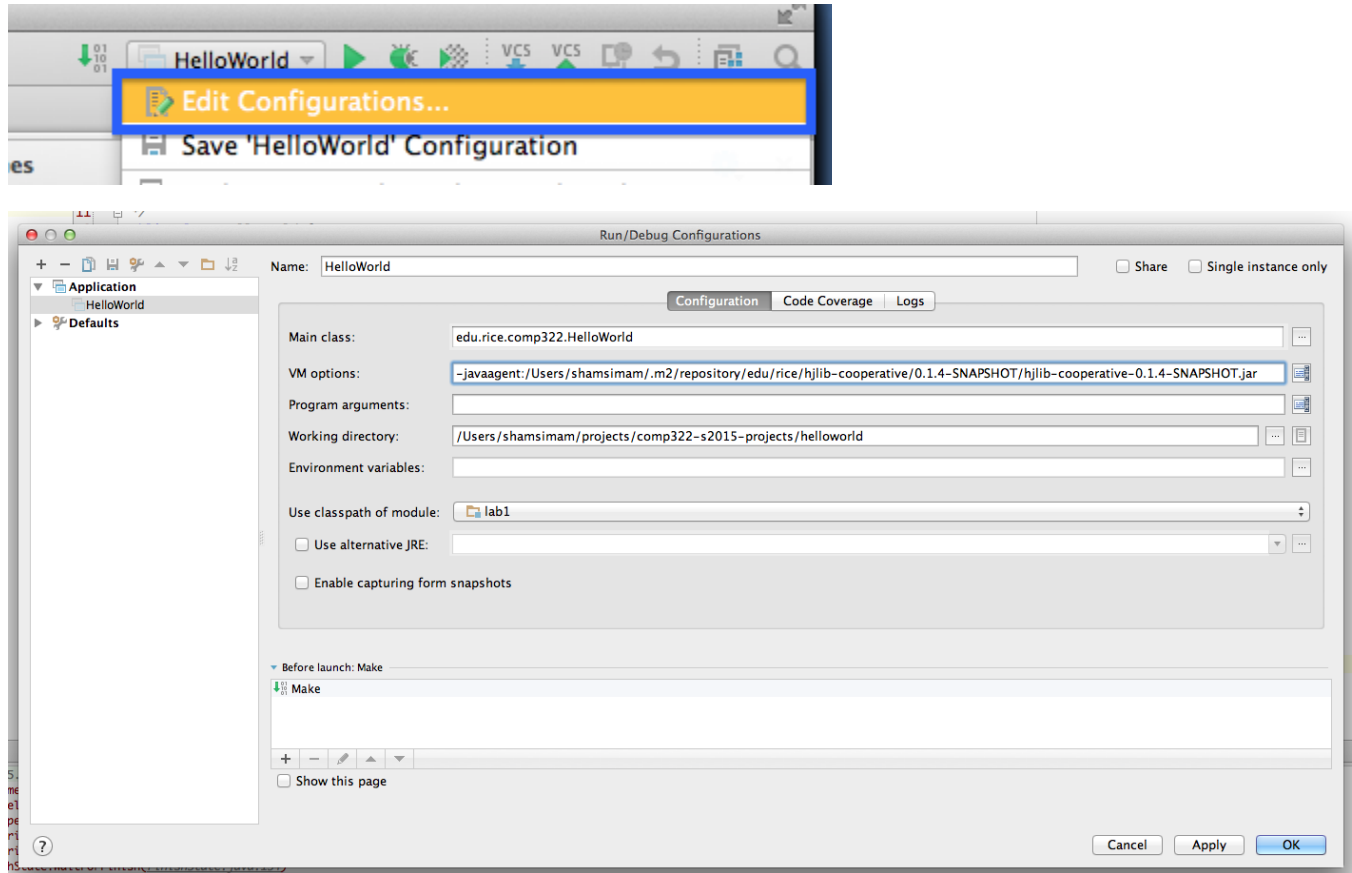 HelloWorld VCS VCS
Edit Configurations...
Save 'HelloWorld' Configuration
es
11
Run/Debug Configurations
Name: HelloWorld Share Single instance only
Application
HelloWorld
Defaults
Configuration Code Coverage Logs
Main class: edu.rice.comp322.HelloWorld
VM options: -javaagent:/Users/shamsimam/.m2/repository/edu/rice/hjlib-cooperative/0.1.4-SNAPSHOT/hjlib-cooperative-0.1.4-SNAPSHOT.jar
Program arguments:
Working directory: /Users/shamsimam/projects/comp322-s2015-projects/helloworld
Environment variables:
Use classpath of module: lab1
Use alternative JRE:
Enable capturing form snapshots
Before launch: Make
Make
Show this page
? Cancel Apply OK